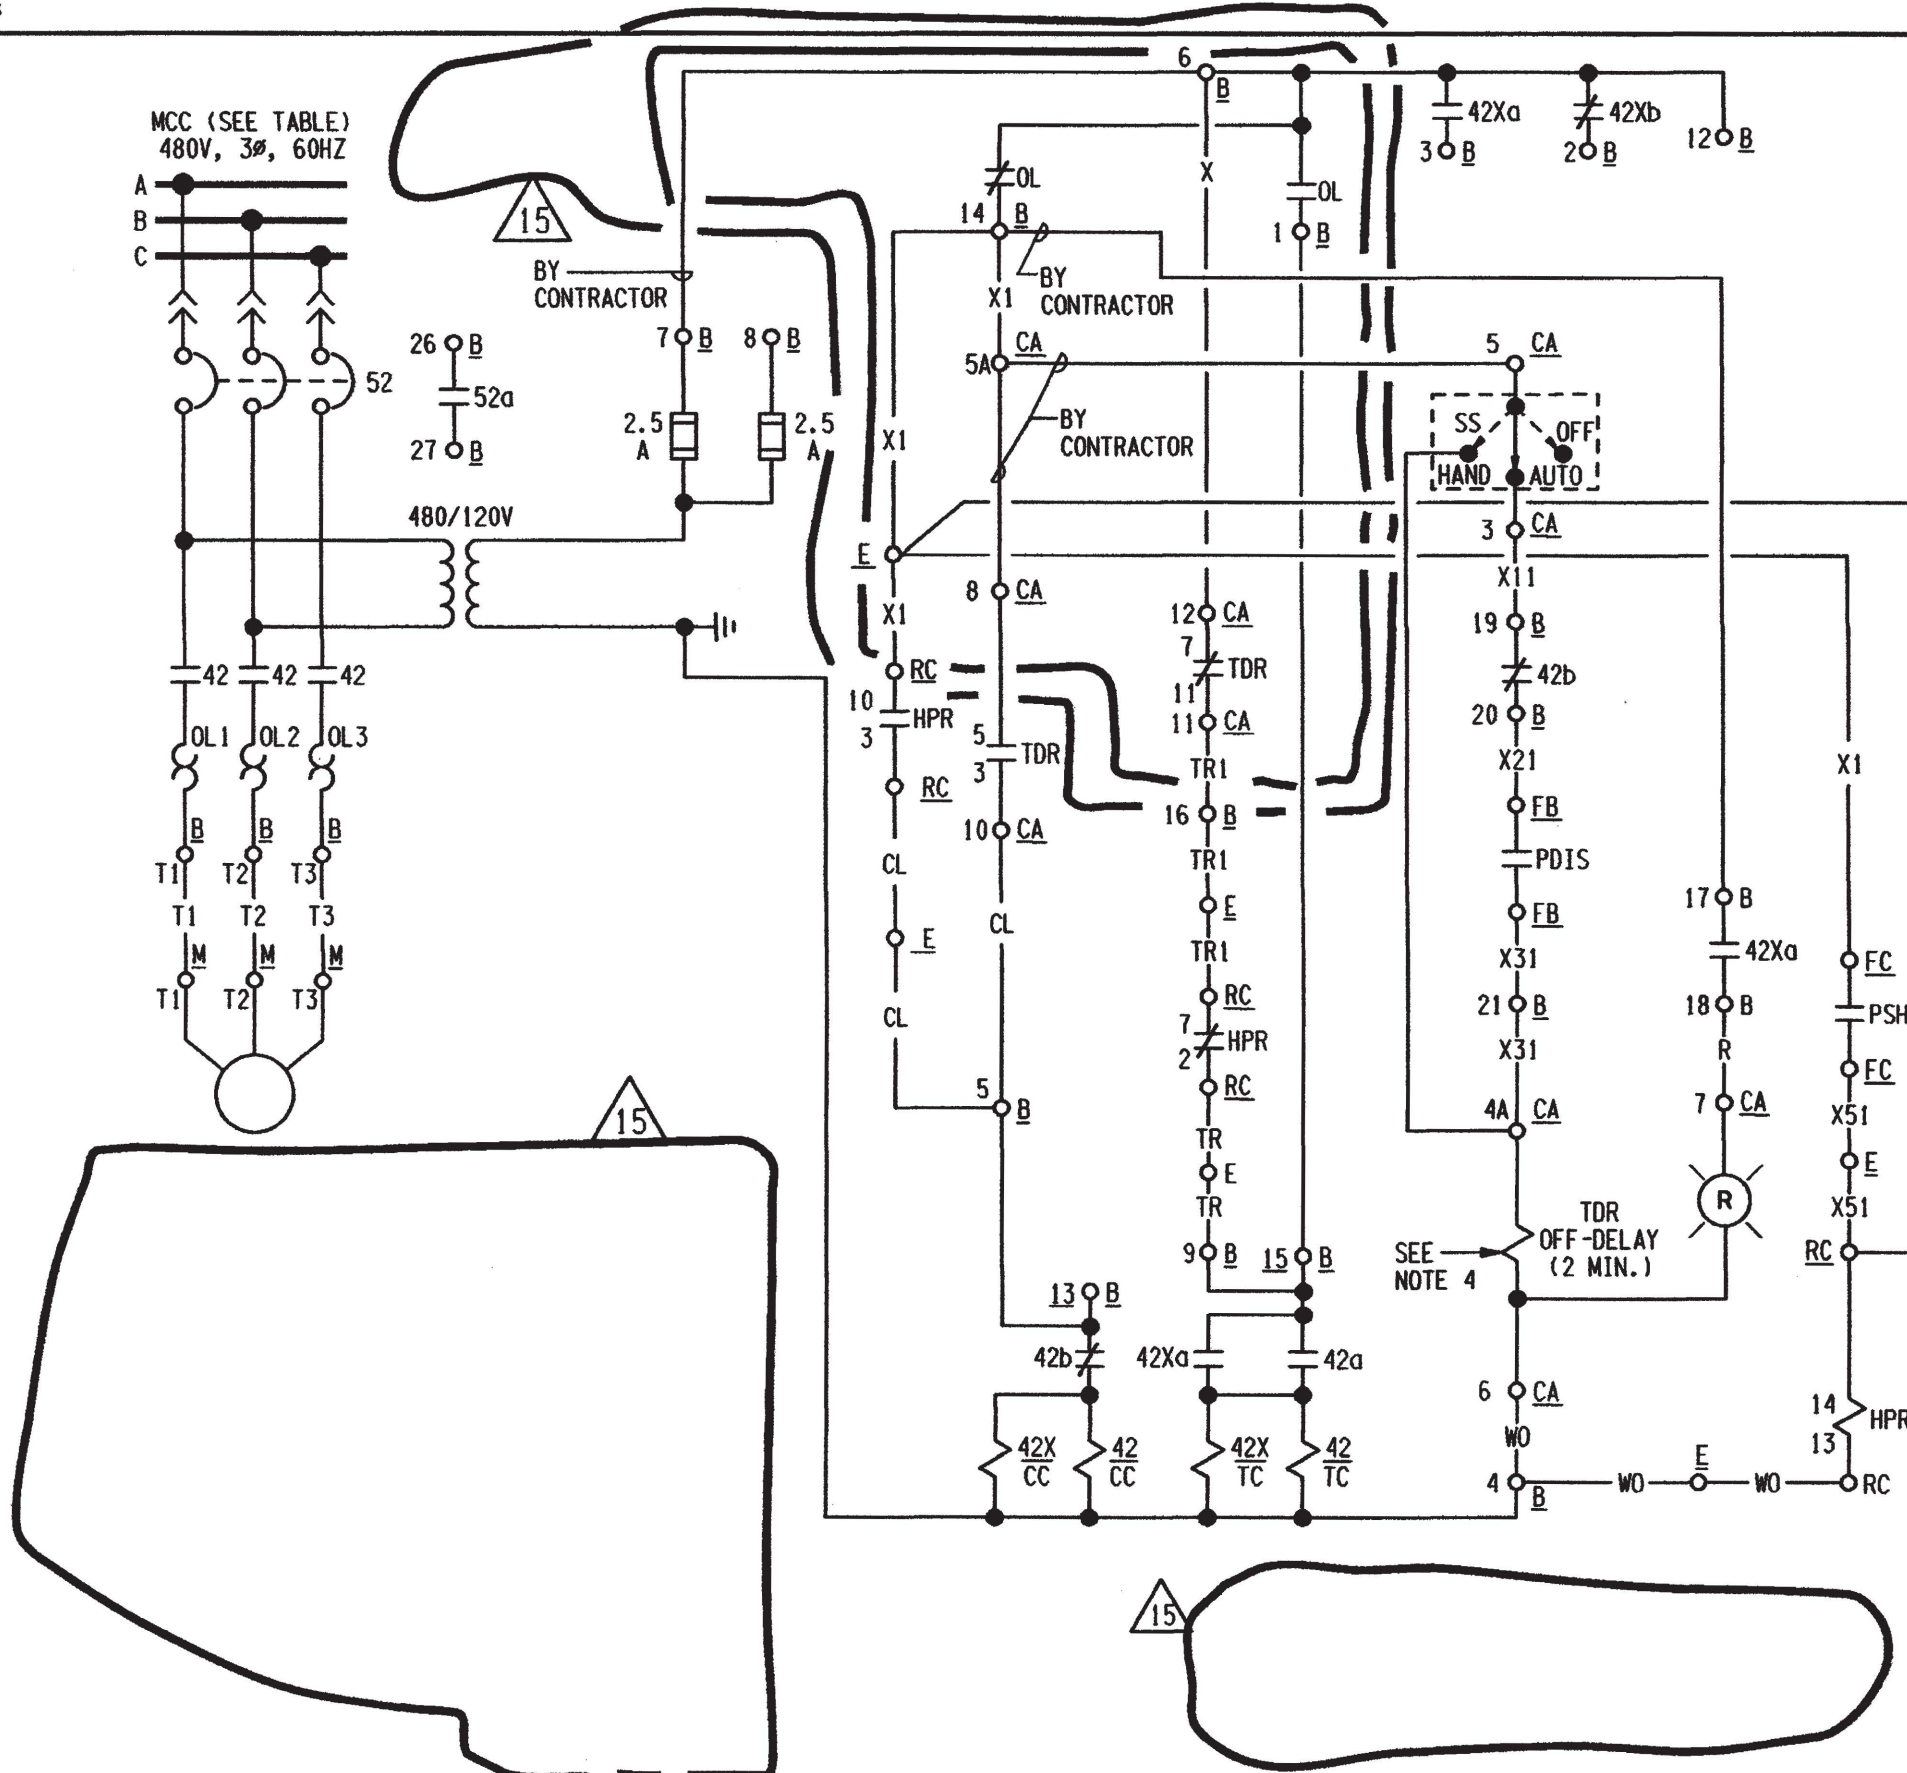 MCC (SEE TABLE)
480V, 3ø, 60HZ
A
B
C
52
26 B
52a
27 B
480/120V
42 42 42
OL1 OL2 OL3
B B B
T1 T2 T3
T1 T2 T3
M M M
T1 T2 T3
15
BY
CONTRACTOR
7 B
8 B
2.5
A
2.5
A
6
B
OL
14 B
X
OL
1 B
42Xa
3 B
42Xb
2 B
12 B
BY
CONTRACTOR
X1
CA
5A
BY
CONTRACTOR
X1
E
X1
RC
10
HPR
3
RC
CL
E
CL
8 CA
5
TDR
3
10 CA
CL
5
B
13 B
42b
42X
CC
42
CC
12 CA
7
TDR
11
11 CA
TR1
16 B
TR1
E
TR1
RC
7
HPR
2
RC
TR
E
TR
9 B
15 B
42Xa
42a
42X
TC
42
TC
5 CA
SS
OFF
HAND
AUTO
3 CA
X11
19 B
42b
20 B
X21
FB
PDIS
FB
X31
21 B
X31
4A CA
TDR
OFF-DELAY
(2 MIN.)
SEE
NOTE 4
6 CA
WO
4
B
WO
E
WO
RC
17 B
42Xa
18 B
R
7 CA
R
X1
FC
PSH
FC
X51
E
X51
RC
14
HPR
13
15
15